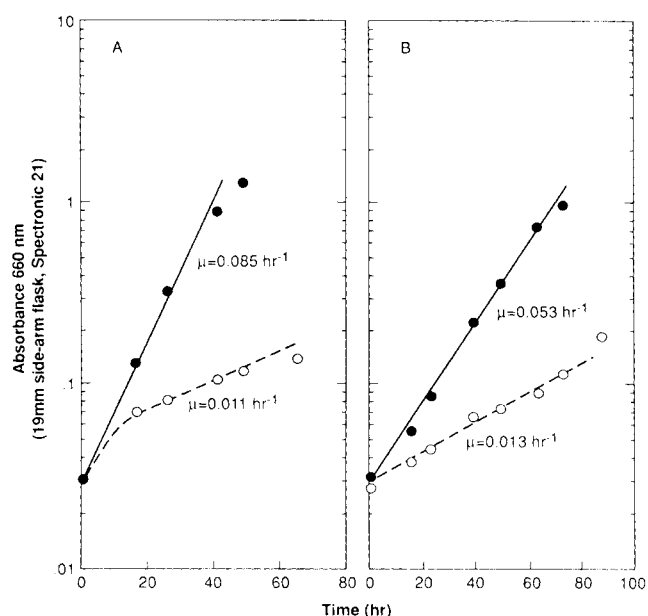 A
B
10
1
.1
.01
Absorbance 660 nm
(19mm side-arm flask, Spectronic 21)
μ=0.085 hr-1
μ=0.011 hr-1
μ=0.053 hr-1
μ=0.013 hr-1
0 20 40 60 80
0 20 40 60 80 100
Time (hr)